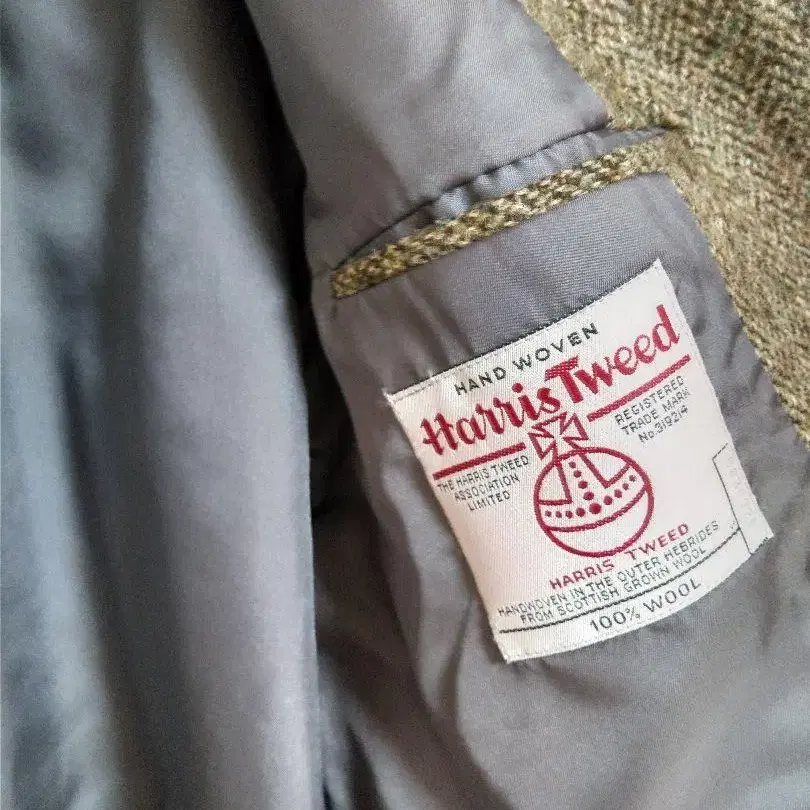 HAND WOVEN
Harris Tweed
THE HARRIS TWEED
ASSOCIATION
LIMITED
REGISTERED
TRADE MARK
No 319214
HARRIS TWEED
HANDWOVEN IN THE OUTER HEBRIDES
FROM SCOTTISH GROWN WOOL
100% WOOL